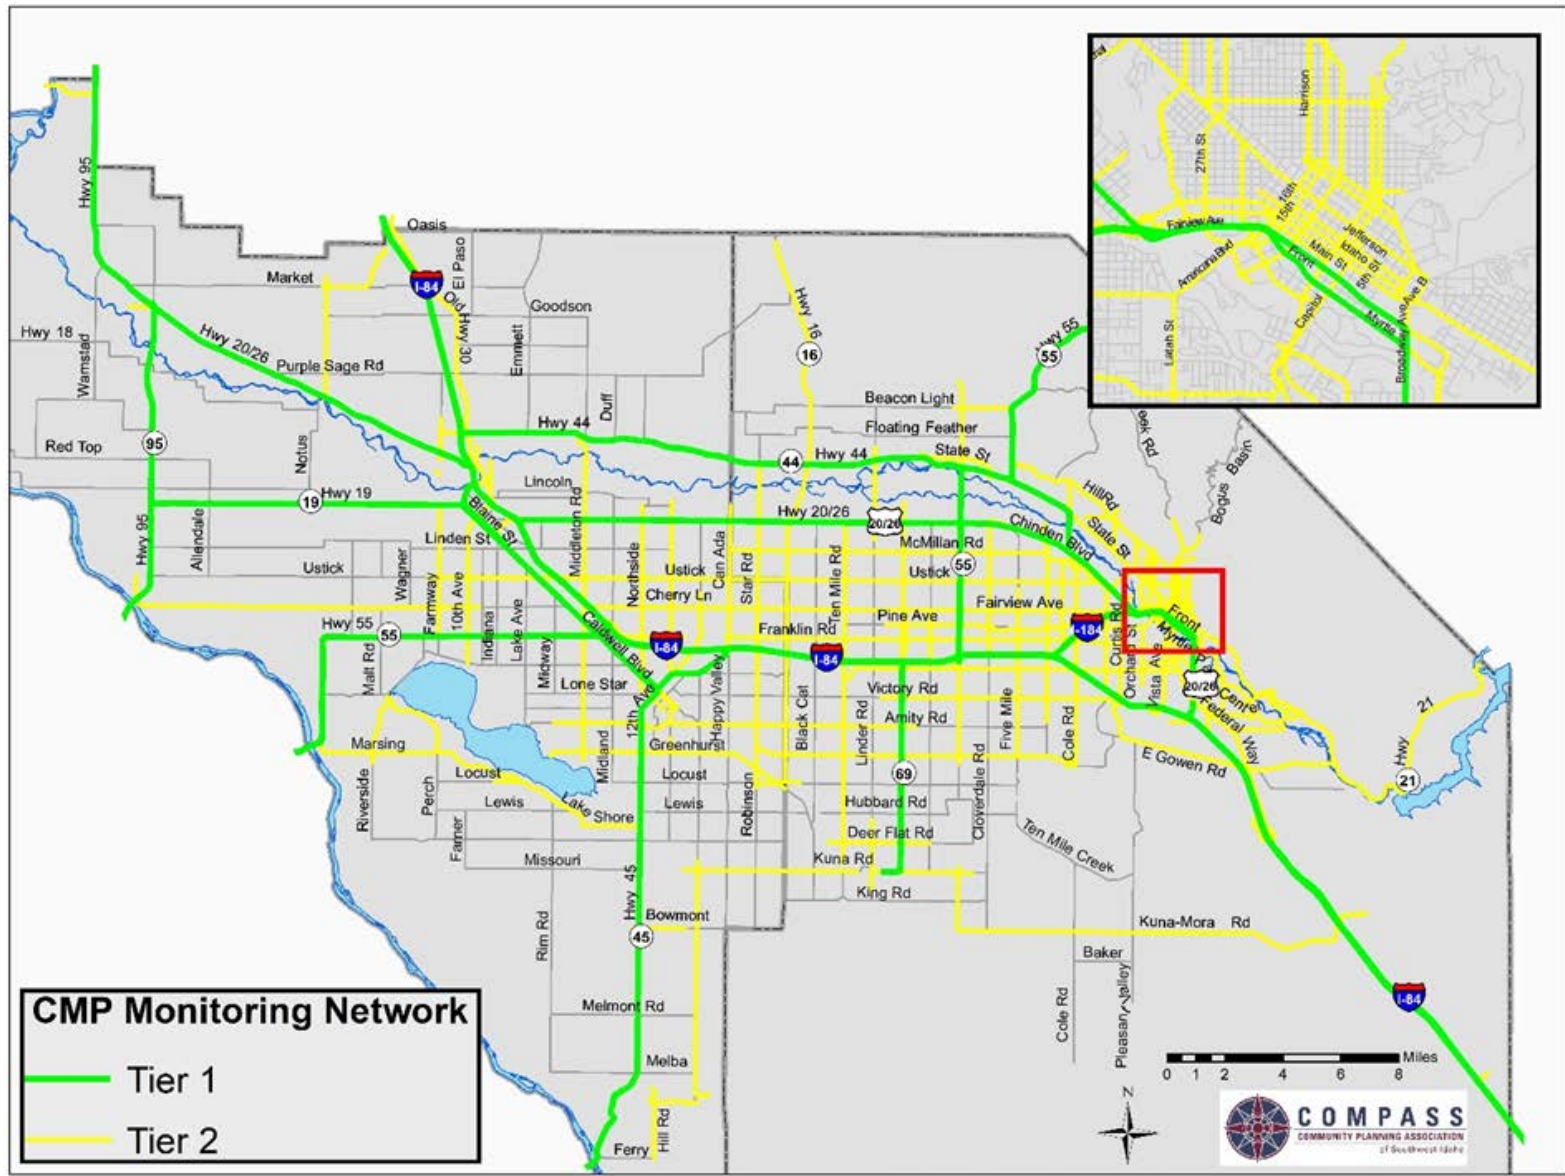 Harrison
27th St
16th
15th
Fairview Ave
Jefferson
Idaho St
Main St
5th St
Front
Americana Blvd
Capitol
Myrtle
Broadway Ave
Ave B
Latah St
Hwy 95
Oasis
El Paso
Market
I-84
Old Hwy 30
Goodson
Emmett
Hwy 16
16
Hwy 55
55
Hwy 18
Wamstad
Hwy 20/26
Purple Sage Rd
Duff
Beacon Light
Floating Feather
Red Top
95
Notus
Hwy 44
44
Hwy 44
State St
Hill Rd
Bogus Basin
Lincoln
Hwy 19
19
Blaine St
Middleton Rd
Hwy 20/26
20/26
Chinden Blvd
State St
Hwy 95
Allendale
Linden St
McMillan Rd
Ustick
Wagner
Farmway
10th Ave
Northside
Ustick
Can Ada
Star Rd
Ten Mile Rd
Ustick
55
Cherry Ln
Fairview Ave
Pine Ave
Franklin Rd
Hwy 55
55
Indiana
Lake Ave
Midway
Caldwell Blvd
I-84
I-84
I-184
Curtis Rd
Orchard St
Vista Ave
Front
Myrtle
20/26
Mall Rd
Lone Star
12th Ave
Happy Valley
Black Cat
Linder Rd
Victory Rd
Amity Rd
Five Mile
Cole Rd
Federal Way
E Gowen Rd
Hwy 21
21
Marsing
Greenhurst
Midland
Locust
Locust
Riverside
Perch
Lewis
Lake Shore
Lewis
Robinson
69
Cloverdale Rd
Hubbard Rd
Deer Flat Rd
Ten Mile Creek
Farner
Missouri
Kuna Rd
King Rd
Hwy 45
45
Bowmont
Rim Rd
Kuna-Mora Rd
Baker
Cole Rd
Pleasant Valley
I-84
Melmont Rd
Melba
Hill Rd
Ferry
CMP Monitoring Network
Tier 1
Tier 2
Miles
0 1 2 4 6 8
N
COMPASS
COMMUNITY PLANNING ASSOCIATION
of Southwest Idaho